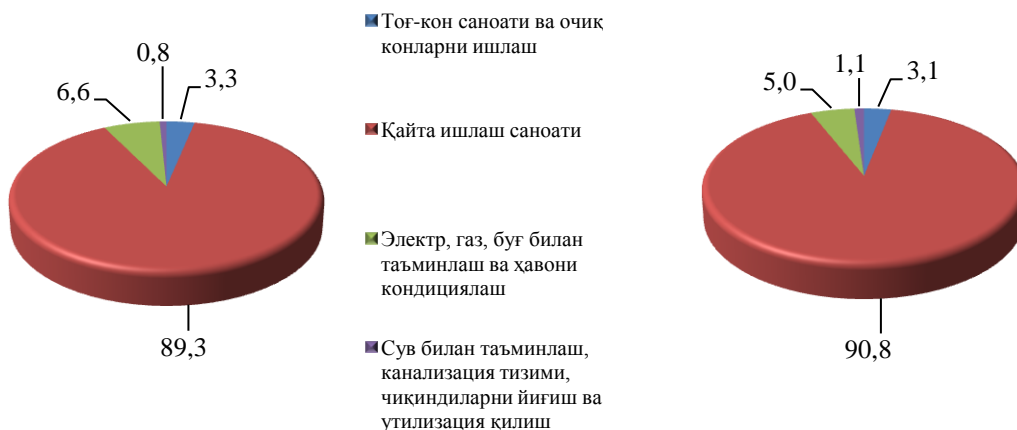 0,8
3,3
6,6
89,3
Тоғ-кон саноати ва очиқ
конларни ишлаш
Қайта ишлаш саноати
Электр, газ, буғ билан
таъминлаш ва ҳавони
кондициялаш
Сув билан таъминлаш,
канализация тизими,
чиқиндиларни йиғиш ва
утилизация қилиш
1,1
3,1
5,0
90,8